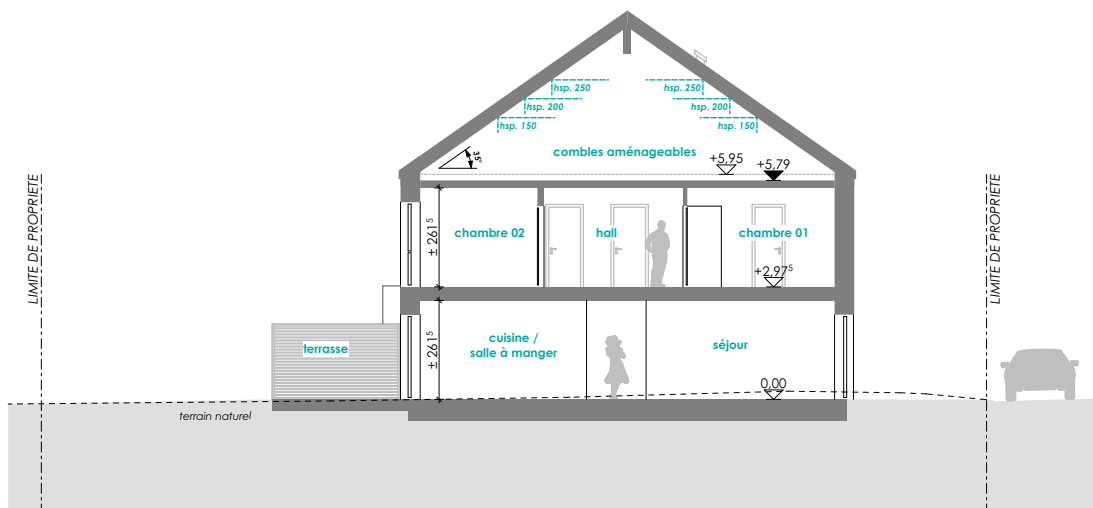 hsp. 250
hsp. 250
hsp. 200
hsp. 200
hsp. 150
hsp. 150
35°
combles aménageables
+5,95
+5,79
LIMITE DE PROPRIETE
LIMITE DE PROPRIETE
± 261⁵
chambre 02
hall
chambre 01
+2,97⁵
± 261⁵
terrasse
cuisine /
salle à manger
séjour
0,00
terrain naturel